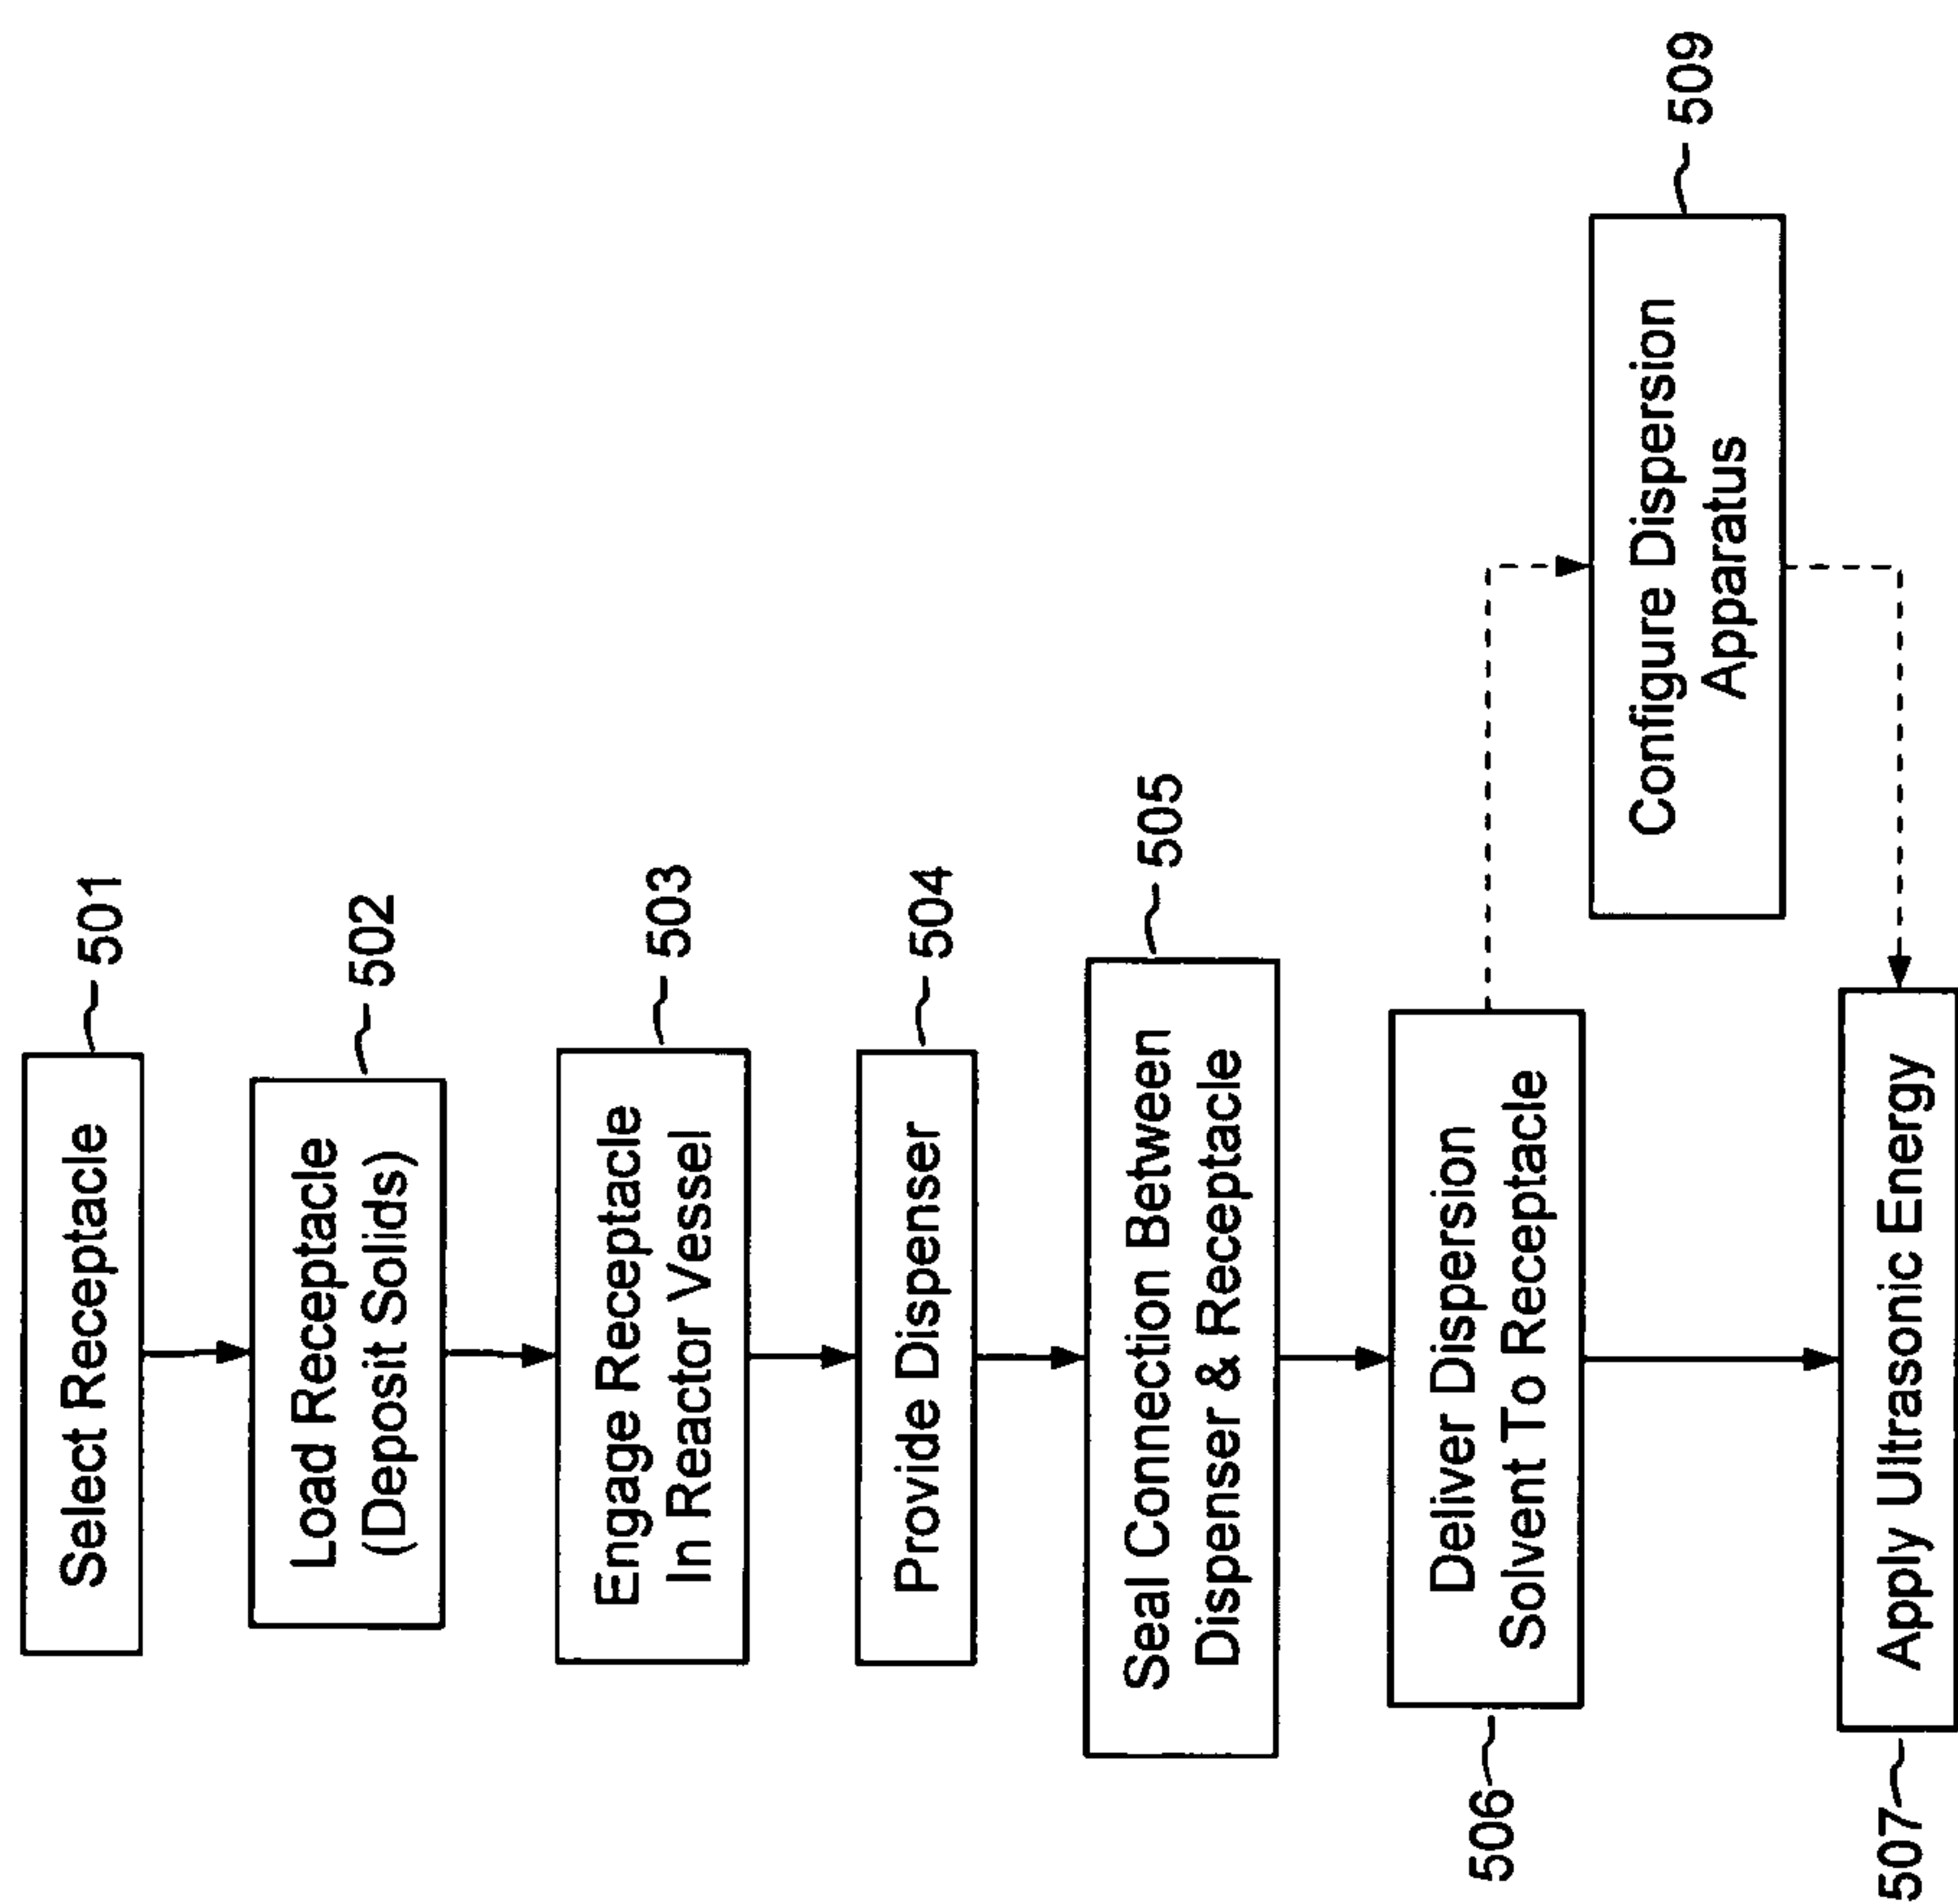 Select Receptacle
501
Load Receptacle
(Deposit Solids)
502
Engage Receptacle
In Reactor Vessel
503
Provide Dispenser
504
Seal Connection Between
Dispenser & Receptacle
505
Deliver Dispersion
Solvent To Receptacle
506
Configure Dispersion
Apparatus
509
Apply Ultrasonic Energy
507